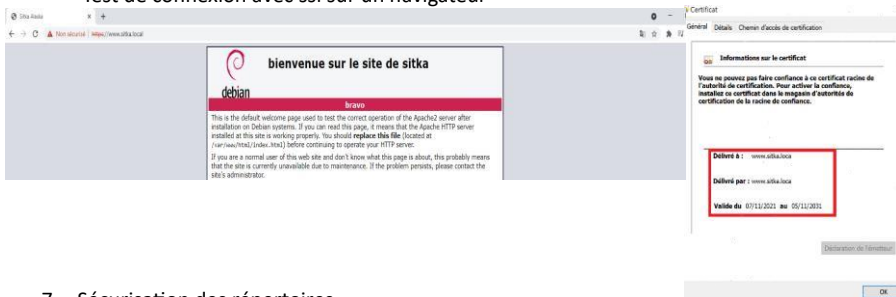 Test de connexion avec ssl sur un navigateur
Sitka Aiada
Non sécurisé | https://www.sitka.local
bienvenue sur le site de sitka
debian
bravo
This is the default welcome page used to test the correct operation of the Apache2 server after
installation on Debian systems. If you can read this page, it means that the Apache HTTP server
installed at this site is working properly. You should replace this file (located at
/var/www/html/index.html) before continuing to operate your HTTP server.
If you are a normal user of this web site and don't know what this page is about, this probably means
that the site is currently unavailable due to maintenance. If the problem persists, please contact the
site's administrator.
Certificat
Général Détails Chemin d'accès de certification
Informations sur le certificat
Vous ne pouvez pas faire confiance à ce certificat racine de
l'autorité de certification. Pour activer la confiance,
installez ce certificat dans le magasin d'autorités de
certification de la racine de confiance.
Délivré à : www.sitka.loca
Délivré par : www.sitka.loca
Valide du 07/11/2021 au 05/11/2031
Déclaration de l'émetteur
OK
7. Sécurisation des répertoires